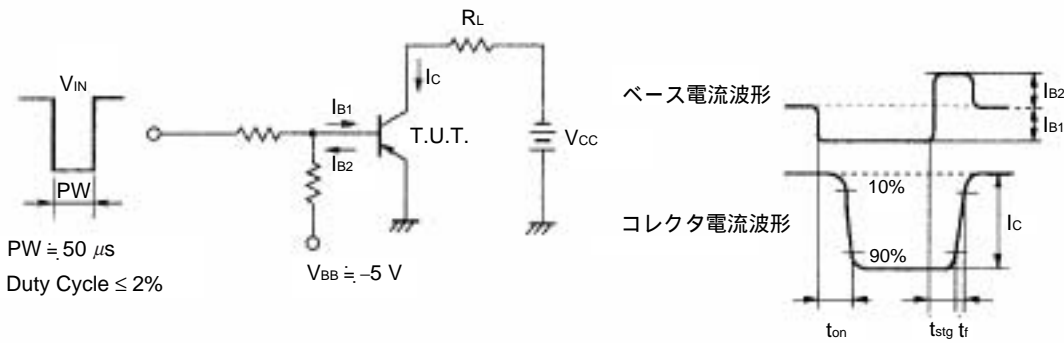 VIN
PW
PW ≒ 50 μs
Duty Cycle ≤ 2%
IB1
IB2
VBB ≒ −5 V
T.U.T.
IC
RL
VCC
ベース電流波形
IB2
IB1
コレクタ電流波形
10%
90%
IC
ton
tstg
tf